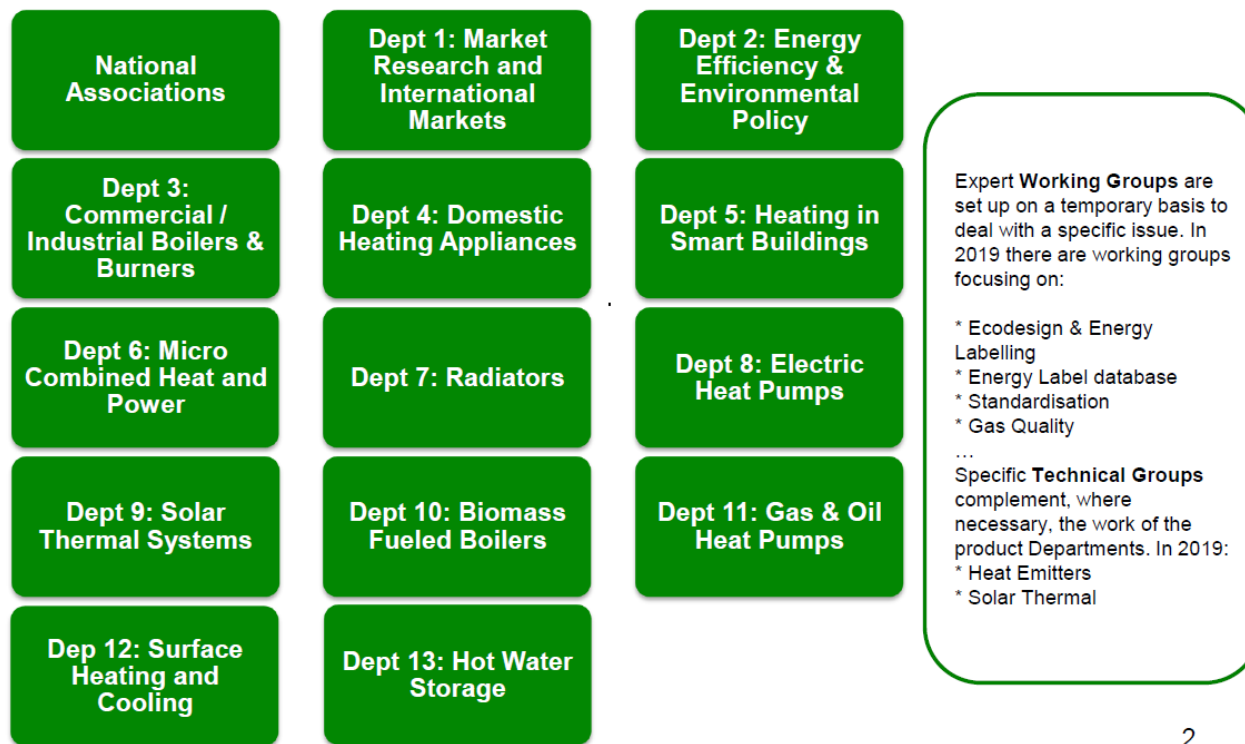 National
Associations
Dept 1: Market
Research and
International
Markets
Dept 2: Energy
Efficiency &
Environmental
Policy
Dept 3:
Commercial /
Industrial Boilers &
Burners
Dept 4: Domestic
Heating Appliances
Dept 5: Heating in
Smart Buildings
Dept 6: Micro
Combined Heat and
Power
Dept 7: Radiators
Dept 8: Electric
Heat Pumps
Dept 9: Solar
Thermal Systems
Dept 10: Biomass
Fueled Boilers
Dept 11: Gas & Oil
Heat Pumps
Dep 12: Surface
Heating and
Cooling
Dept 13: Hot Water
Storage
.
Expert Working Groups are
set up on a temporary basis to
deal with a specific issue. In
2019 there are working groups
focusing on:
* Ecodesign & Energy
Labelling
* Energy Label database
* Standardisation
* Gas Quality
…
Specific Technical Groups
complement, where
necessary, the work of the
product Departments. In 2019:
* Heat Emitters
* Solar Thermal
2